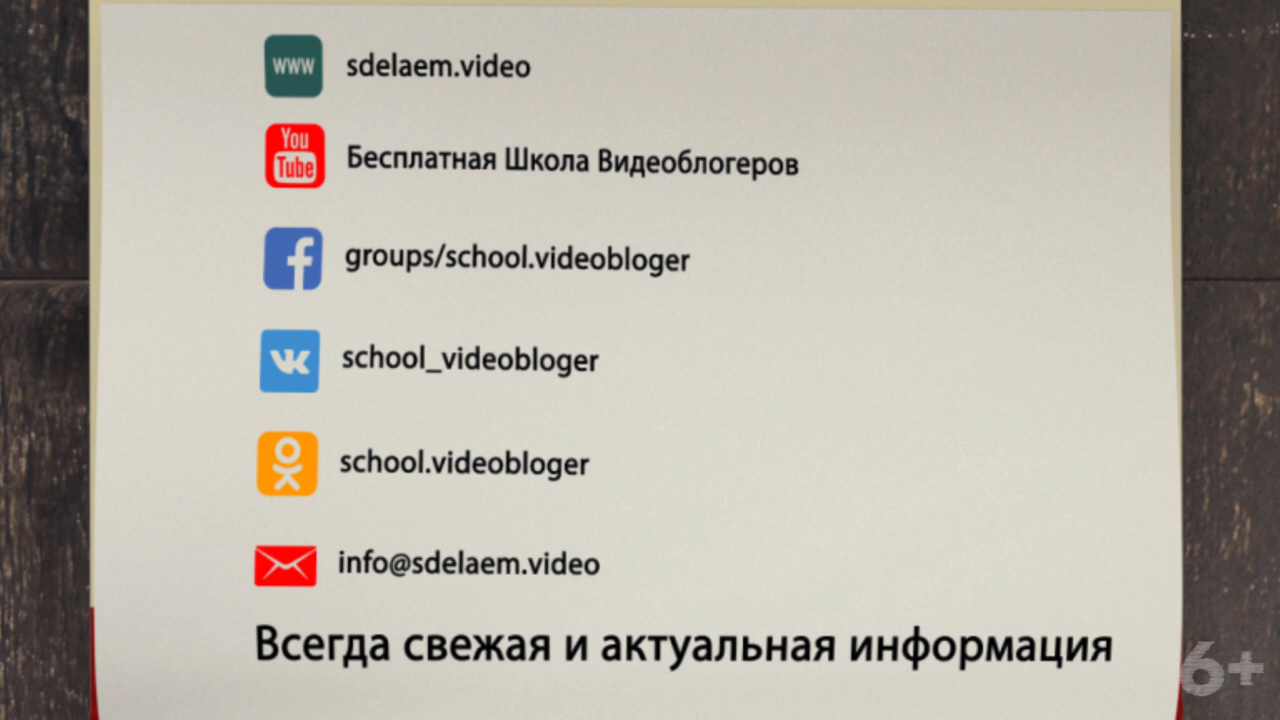 www sdelaem.video
You Tube Бесплатная Школа Видеоблогеров
f groups/school.videobloger
school_videobloger
school.videobloger
info@sdelaem.video
Всегда свежая и актуальная информация
6+